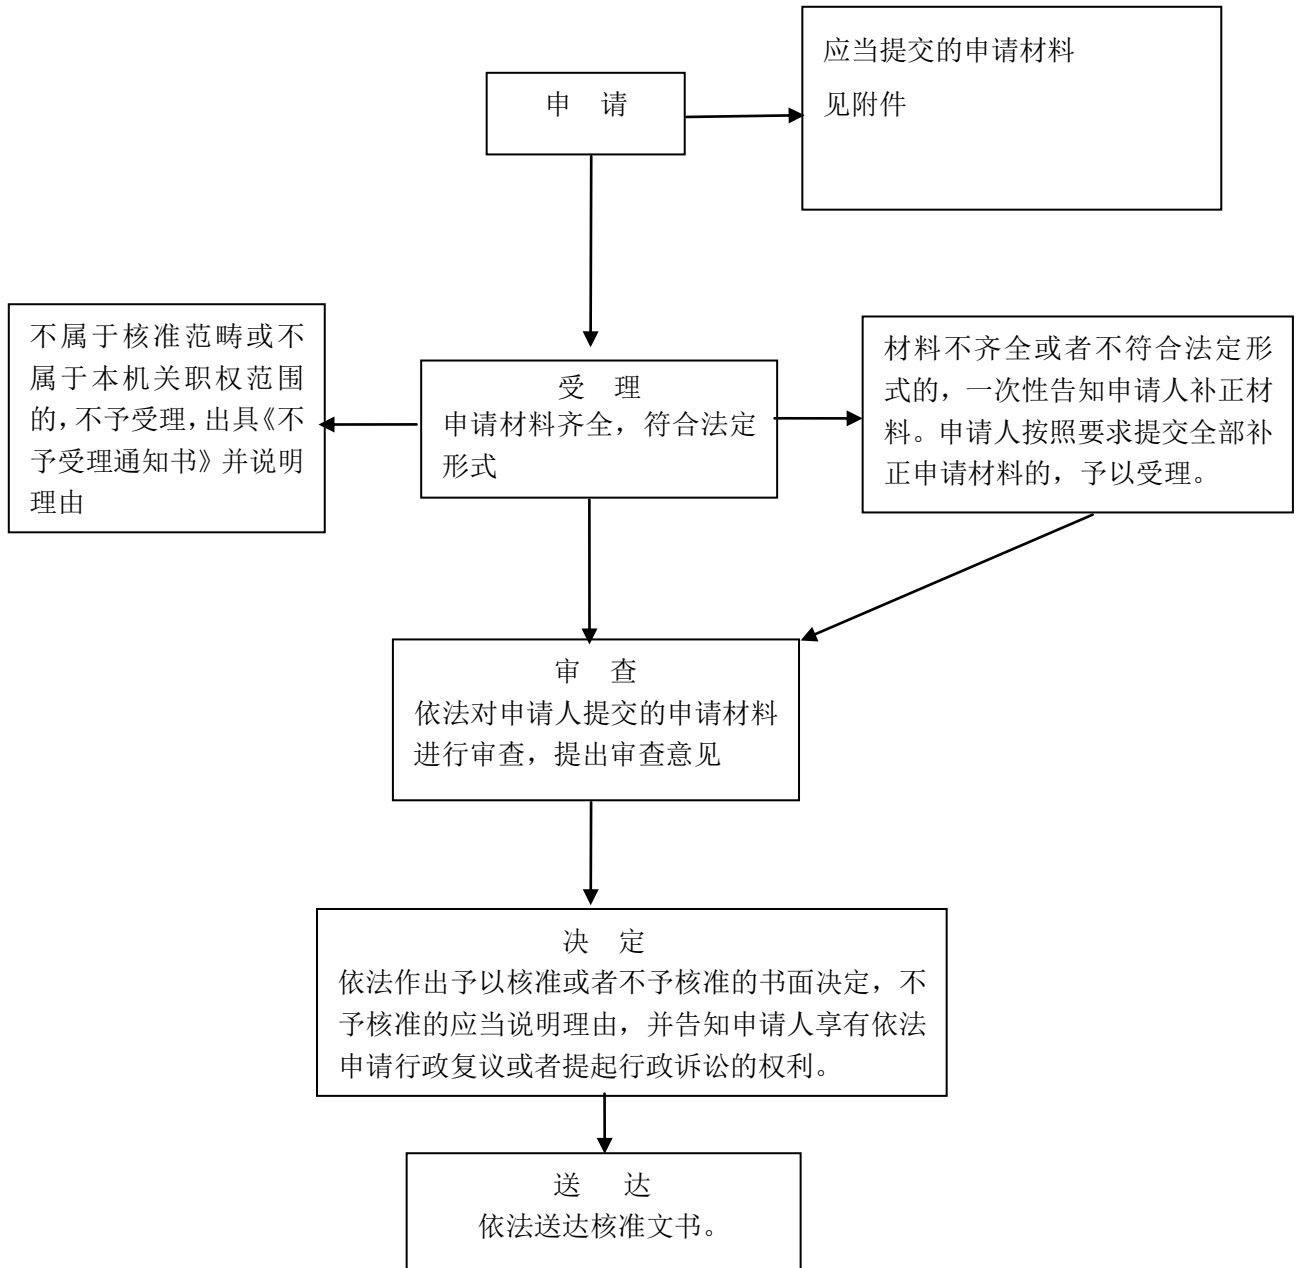 申 请
应当提交的申请材料
见附件
不属于核准范畴或不
属于本机关职权范围
的,不予受理,出具《不
予受理通知书》并说明
理由
受 理
申请材料齐全，符合法定
形式
材料不齐全或者不符合法定形
式的，一次性告知申请人补正材
料。申请人按照要求提交全部补
正申请材料的，予以受理。
审 查
依法对申请人提交的申请材料
进行审查，提出审查意见
决 定
依法作出予以核准或者不予核准的书面决定，不
予核准的应当说明理由，并告知申请人享有依法
申请行政复议或者提起行政诉讼的权利。
送 达
依法送达核准文书。